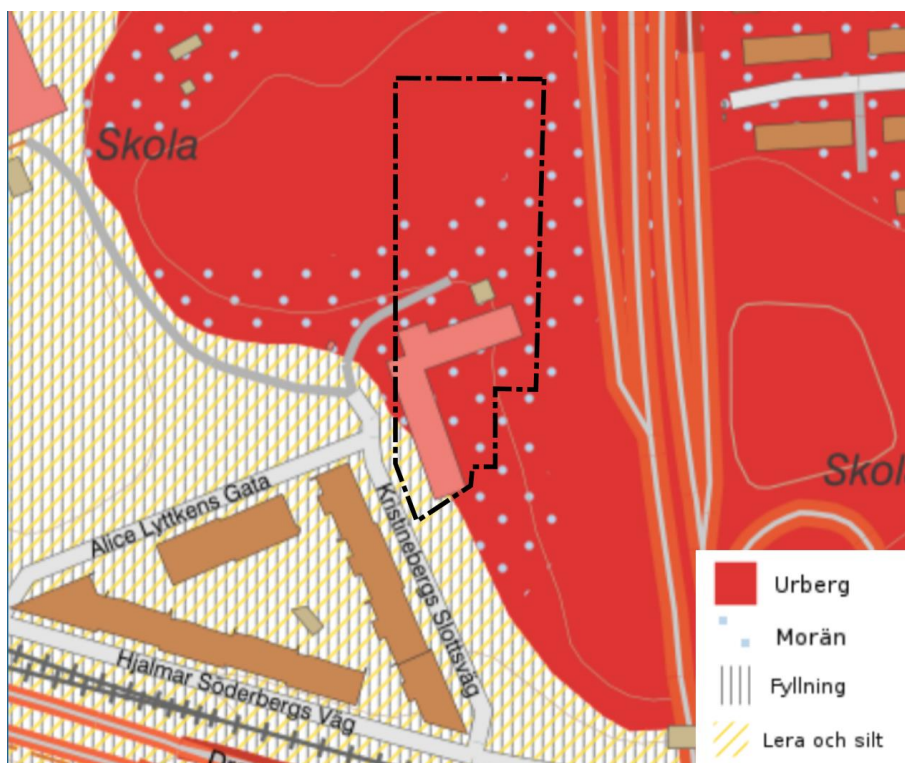 Skola
Skol
Alice Lyttkens Gata
Kristinebergs Slottsväg
Hjalmar Söderbergs Väg
Urberg
Morän
Fyllning
Lera och silt